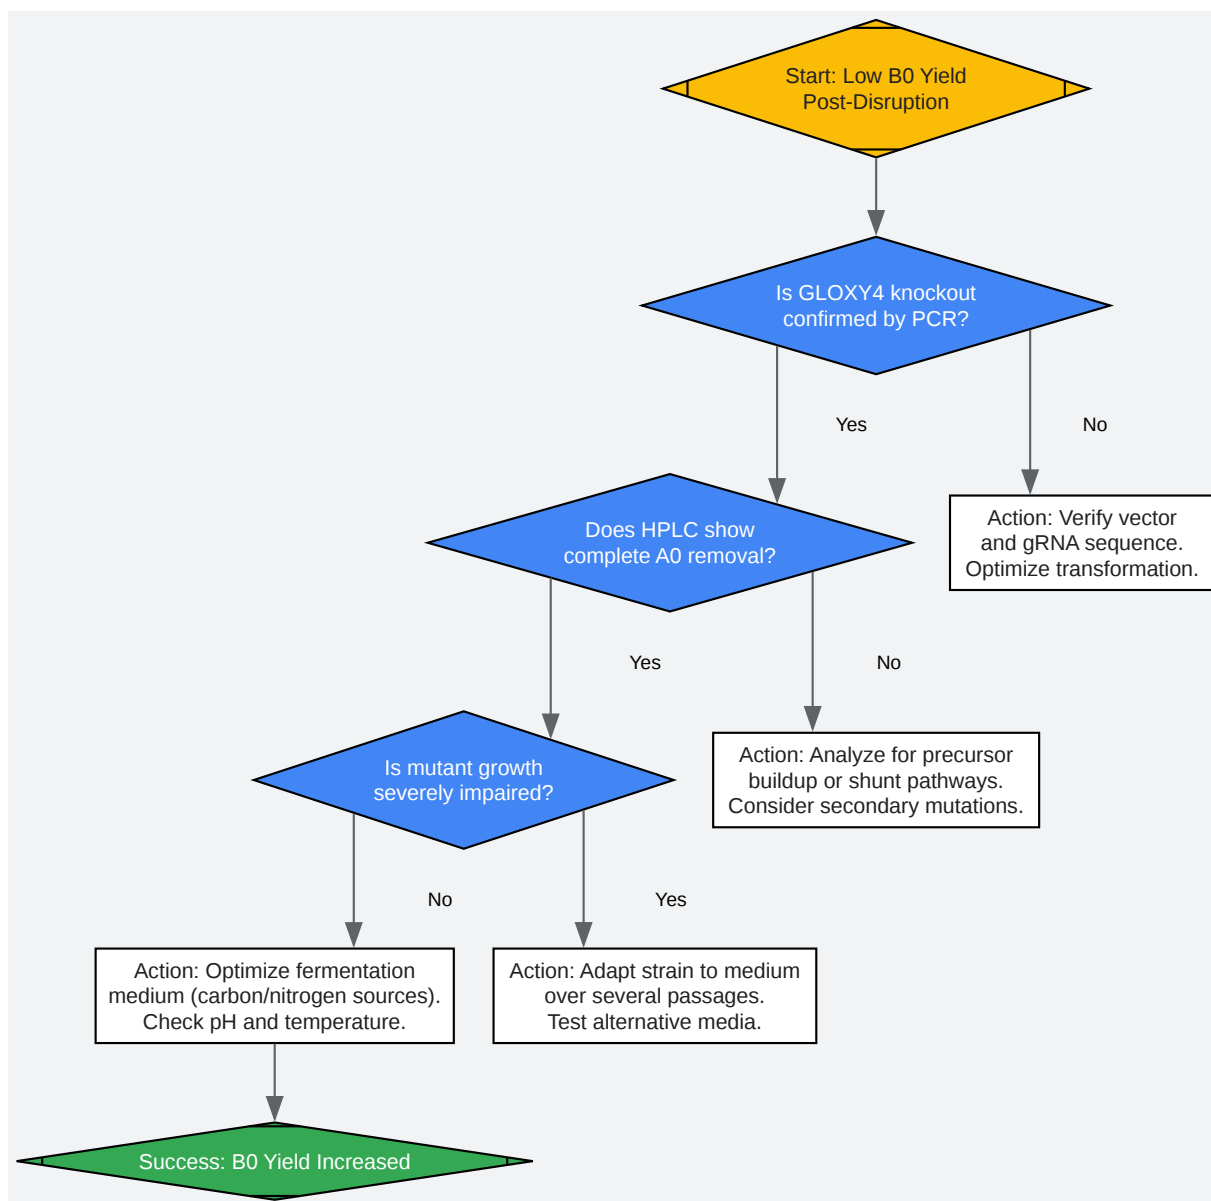 Start: Low B0 Yield
Post-Disruption
Is GLOXY4 knockout
confirmed by PCR?
Yes
No
Does HPLC show
complete A0 removal?
Action: Verify vector
and gRNA sequence.
Optimize transformation.
Yes
No
Is mutant growth
severely impaired?
Action: Analyze for precursor
buildup or shunt pathways.
Consider secondary mutations.
No
Yes
Action: Optimize fermentation
medium (carbon/nitrogen sources).
Check pH and temperature.
Action: Adapt strain to medium
over several passages.
Test alternative media.
Success: B0 Yield Increased